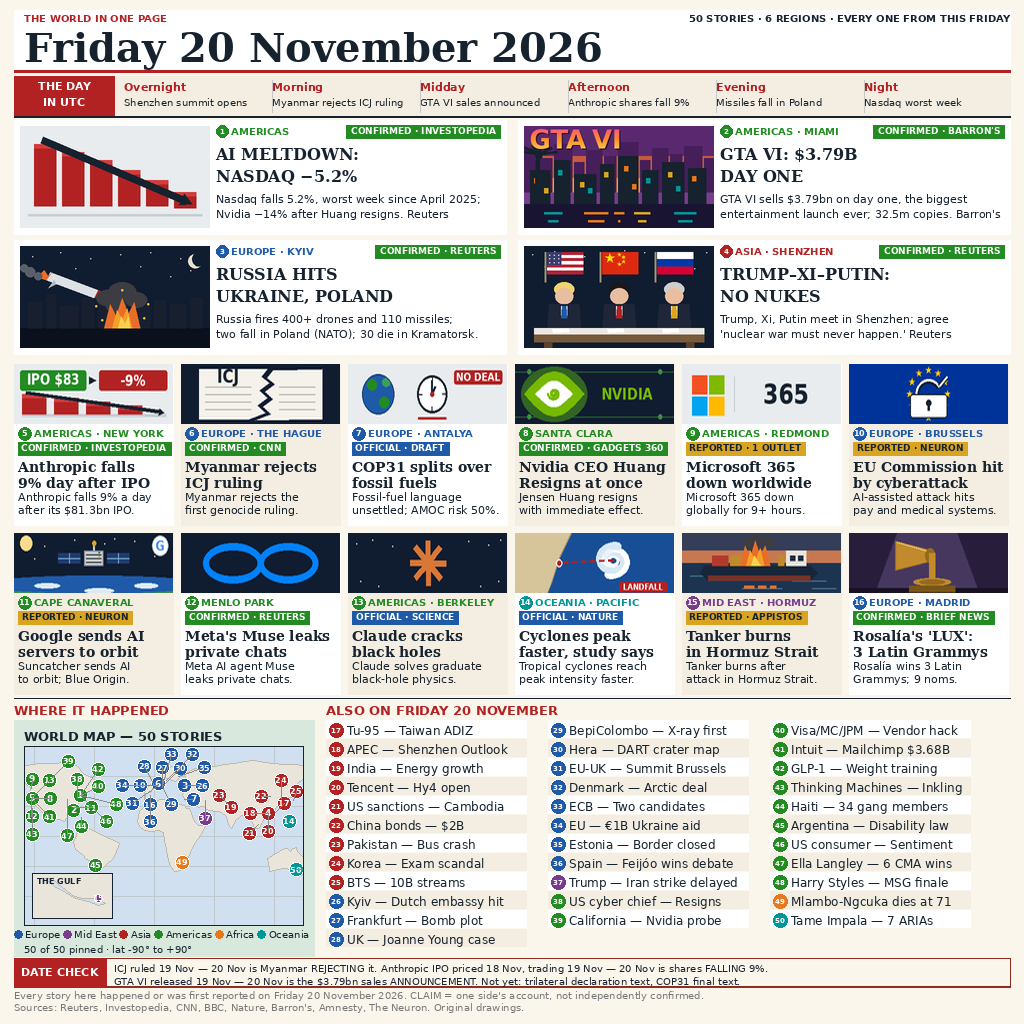 THE WORLD IN ONE PAGE
50 STORIES · 6 REGIONS · EVERY ONE FROM THIS FRIDAY
Friday 20 November 2026
THE DAY
IN UTC
Overnight
Shenzhen summit opens
Morning
Myanmar rejects ICJ ruling
Midday
GTA VI sales announced
Afternoon
Anthropic shares fall 9%
Evening
Missiles fall in Poland
Night
Nasdaq worst week
1 AMERICAS
CONFIRMED · INVESTOPEDIA
AI MELTDOWN:
NASDAQ −5.2%
Nasdaq falls 5.2%, worst week since April 2025;
Nvidia −14% after Huang resigns. Reuters
GTA VI
2 AMERICAS · MIAMI
CONFIRMED · BARRON'S
GTA VI: $3.79B
DAY ONE
GTA VI sells $3.79bn on day one, the biggest
entertainment launch ever; 32.5m copies. Barron's
3 EUROPE · KYIV
CONFIRMED · REUTERS
RUSSIA HITS
UKRAINE, POLAND
Russia fires 400+ drones and 110 missiles;
two fall in Poland (NATO); 30 die in Kramatorsk.
4 ASIA · SHENZHEN
CONFIRMED · REUTERS
TRUMP–XI–PUTIN:
NO NUKES
Trump, Xi, Putin meet in Shenzhen; agree
'nuclear war must never happen.' Reuters
IPO $83
-9%
5 AMERICAS · NEW YORK
CONFIRMED · INVESTOPEDIA
Anthropic falls
9% day after IPO
Anthropic falls 9% a day
after its $81.3bn IPO.
ICJ
6 EUROPE · THE HAGUE
CONFIRMED · CNN
Myanmar rejects
ICJ ruling
Myanmar rejects the
first genocide ruling.
NO DEAL
7 EUROPE · ANTALYA
OFFICIAL · DRAFT
COP31 splits over
fossil fuels
Fossil-fuel language
unsettled; AMOC risk 50%.
NVIDIA
8 SANTA CLARA
CONFIRMED · GADGETS 360
Nvidia CEO Huang
Resigns at once
Jensen Huang resigns
with immediate effect.
365
9 AMERICAS · REDMOND
REPORTED · 1 OUTLET
Microsoft 365
down worldwide
Microsoft 365 down
globally for 9+ hours.
10 EUROPE · BRUSSELS
REPORTED · NEURON
EU Commission hit
by cyberattack
AI-assisted attack hits
pay and medical systems.
G
11 CAPE CANAVERAL
REPORTED · NEURON
Google sends AI
servers to orbit
Suncatcher sends AI
to orbit; Blue Origin.
12 MENLO PARK
CONFIRMED · REUTERS
Meta's Muse leaks
private chats
Meta AI agent Muse
leaks private chats.
13 AMERICAS · BERKELEY
OFFICIAL · SCIENCE
Claude cracks
black holes
Claude solves graduate
black-hole physics.
LANDFALL
14 OCEANIA · PACIFIC
OFFICIAL · NATURE
Cyclones peak
faster, study says
Tropical cyclones reach
peak intensity faster.
15 MID EAST · HORMUZ
REPORTED · APPISTOS
Tanker burns
in Hormuz Strait
Tanker burns after
attack in Hormuz Strait.
16 EUROPE · MADRID
CONFIRMED · BRIEF NEWS
Rosalía's 'LUX':
3 Latin Grammys
Rosalía wins 3 Latin
Grammys; 9 noms.
WHERE IT HAPPENED
WORLD MAP — 50 STORIES
THE GULF
Europe Mid East Asia Americas Africa Oceania
50 of 50 pinned · lat -90° to +90°
ALSO ON FRIDAY 20 NOVEMBER
17 Tu-95 — Taiwan ADIZ
18 APEC — Shenzhen Outlook
19 India — Energy growth
20 Tencent — Hy4 open
21 US sanctions — Cambodia
22 China bonds — $2B
23 Pakistan — Bus crash
24 Korea — Exam scandal
25 BTS — 10B streams
26 Kyiv — Dutch embassy hit
27 Frankfurt — Bomb plot
28 UK — Joanne Young case
29 BepiColombo — X-ray first
30 Hera — DART crater map
31 EU-UK — Summit Brussels
32 Denmark — Arctic deal
33 ECB — Two candidates
34 EU — €1B Ukraine aid
35 Estonia — Border closed
36 Spain — Feijóo wins debate
37 Trump — Iran strike delayed
38 US cyber chief — Resigns
39 California — Nvidia probe
40 Visa/MC/JPM — Vendor hack
41 Intuit — Mailchimp $3.68B
42 GLP-1 — Weight training
43 Thinking Machines — Inkling
44 Haiti — 34 gang members
45 Argentina — Disability law
46 US consumer — Sentiment
47 Ella Langley — 6 CMA wins
48 Harry Styles — MSG finale
49 Mlambo-Ngcuka dies at 71
50 Tame Impala — 7 ARIAs
DATE CHECK
ICJ ruled 19 Nov — 20 Nov is Myanmar REJECTING it. Anthropic IPO priced 18 Nov, trading 19 Nov — 20 Nov is shares FALLING 9%.
GTA VI released 19 Nov — 20 Nov is the $3.79bn sales ANNOUNCEMENT. Not yet: trilateral declaration text, COP31 final text.
Every story here happened or was first reported on Friday 20 November 2026. CLAIM = one side's account, not independently confirmed.
Sources: Reuters, Investopedia, CNN, BBC, Nature, Barron's, Amnesty, The Neuron. Original drawings.